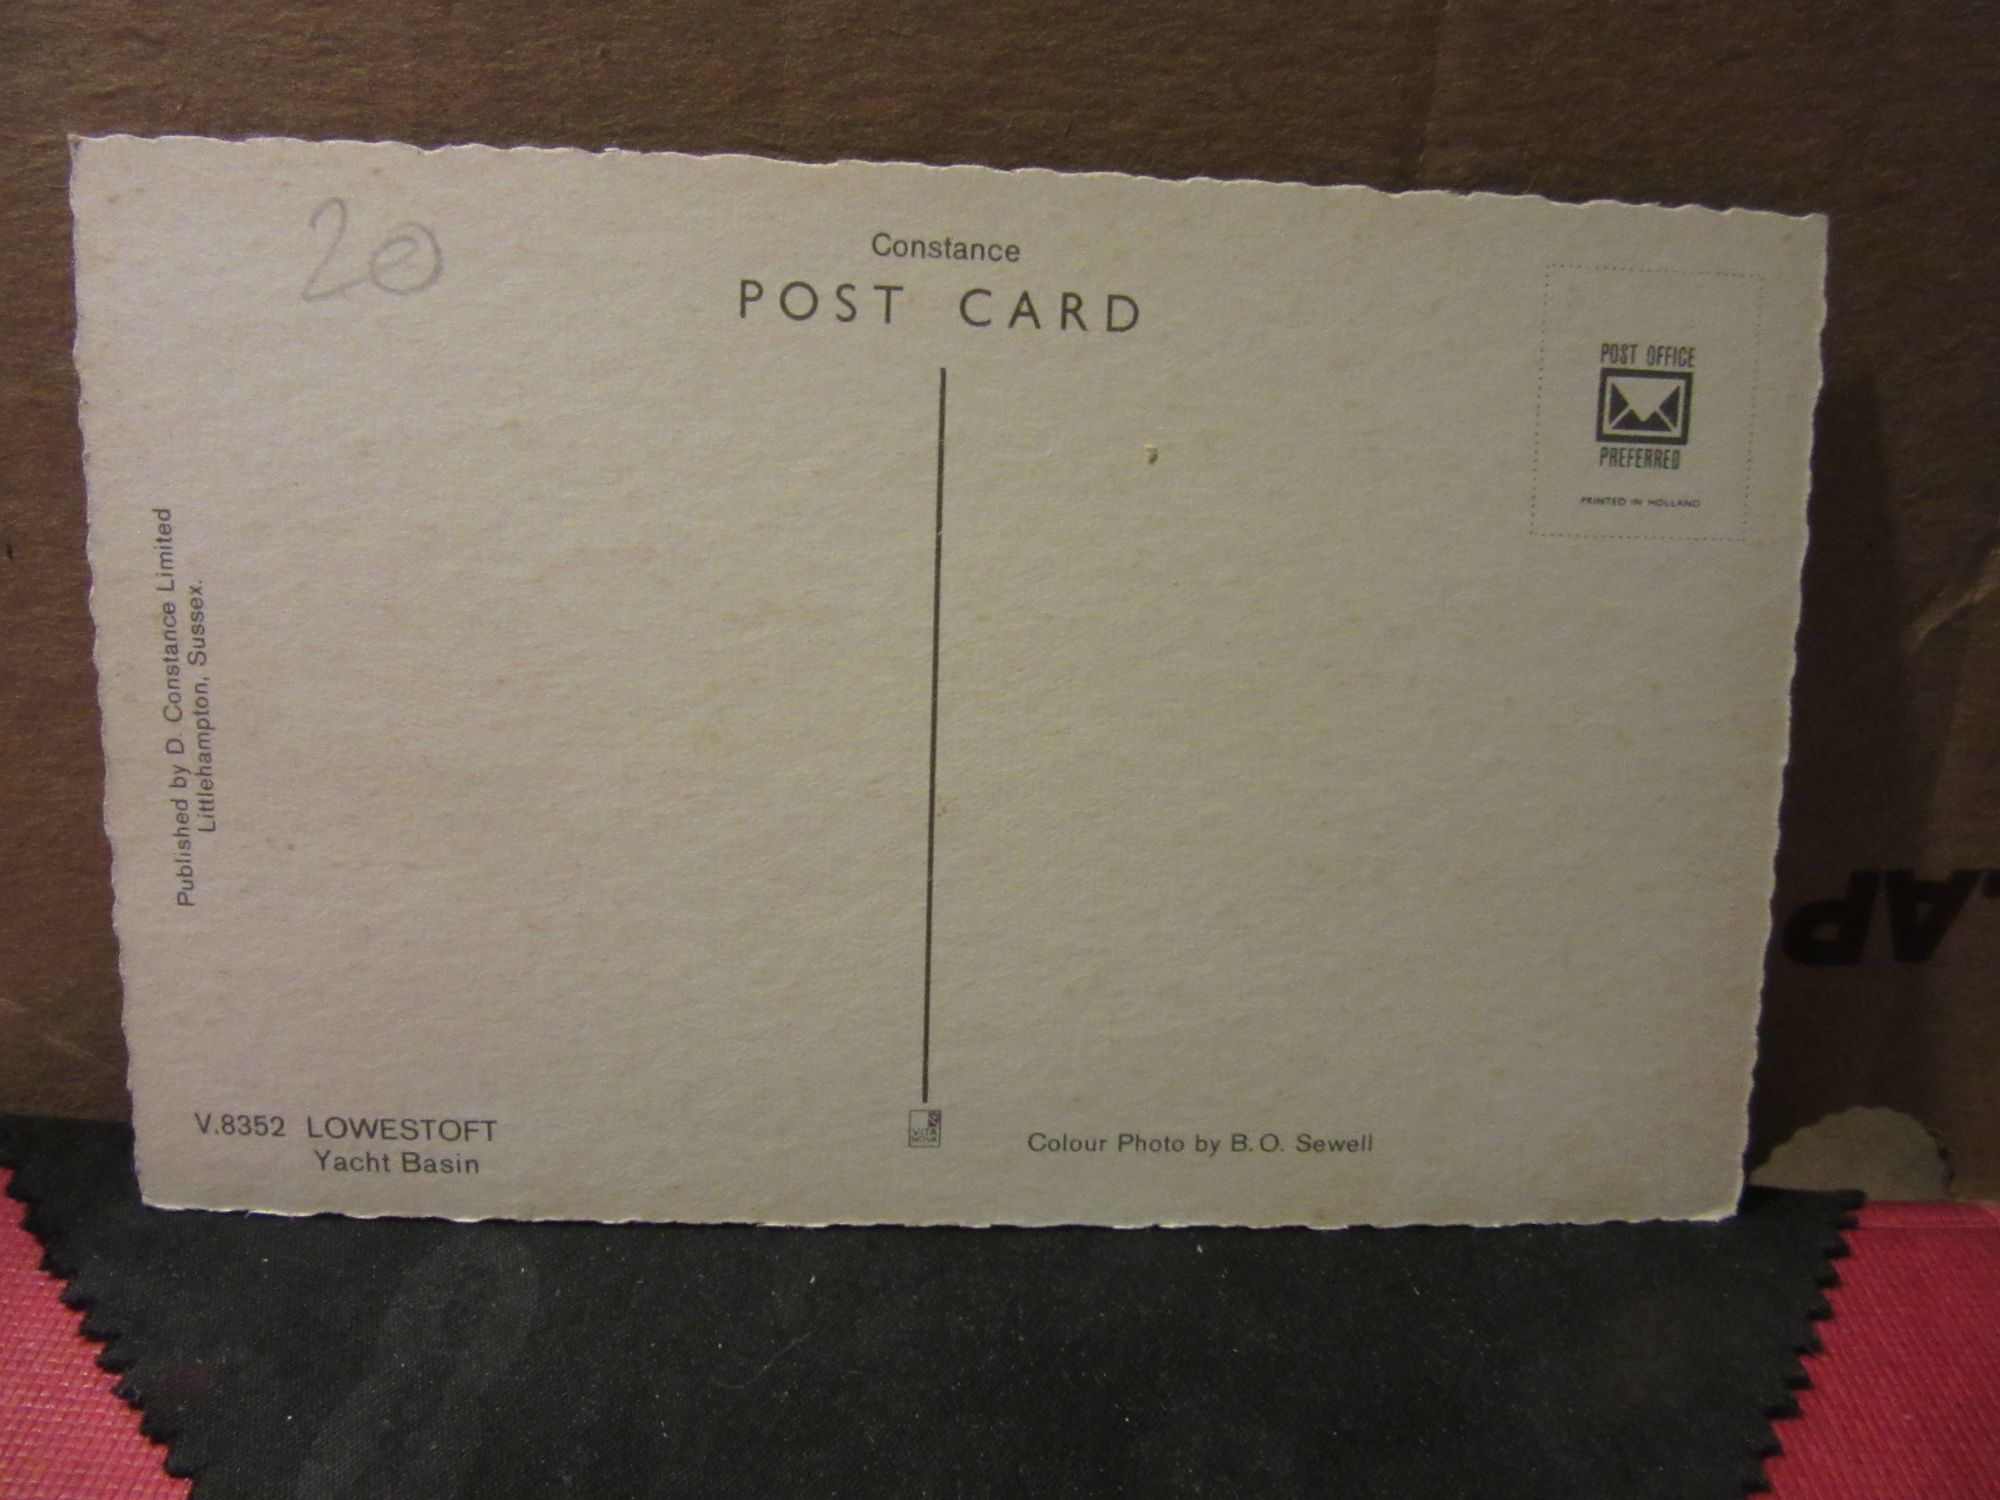 20
Constance
POST CARD
POST OFFICE
PREFERRED
PRINTED IN HOLLAND
Published by D. Constance Limited
Littlehampton, Sussex.
V.8352 LOWESTOFT
Yacht Basin
Colour Photo by B. O. Sewell